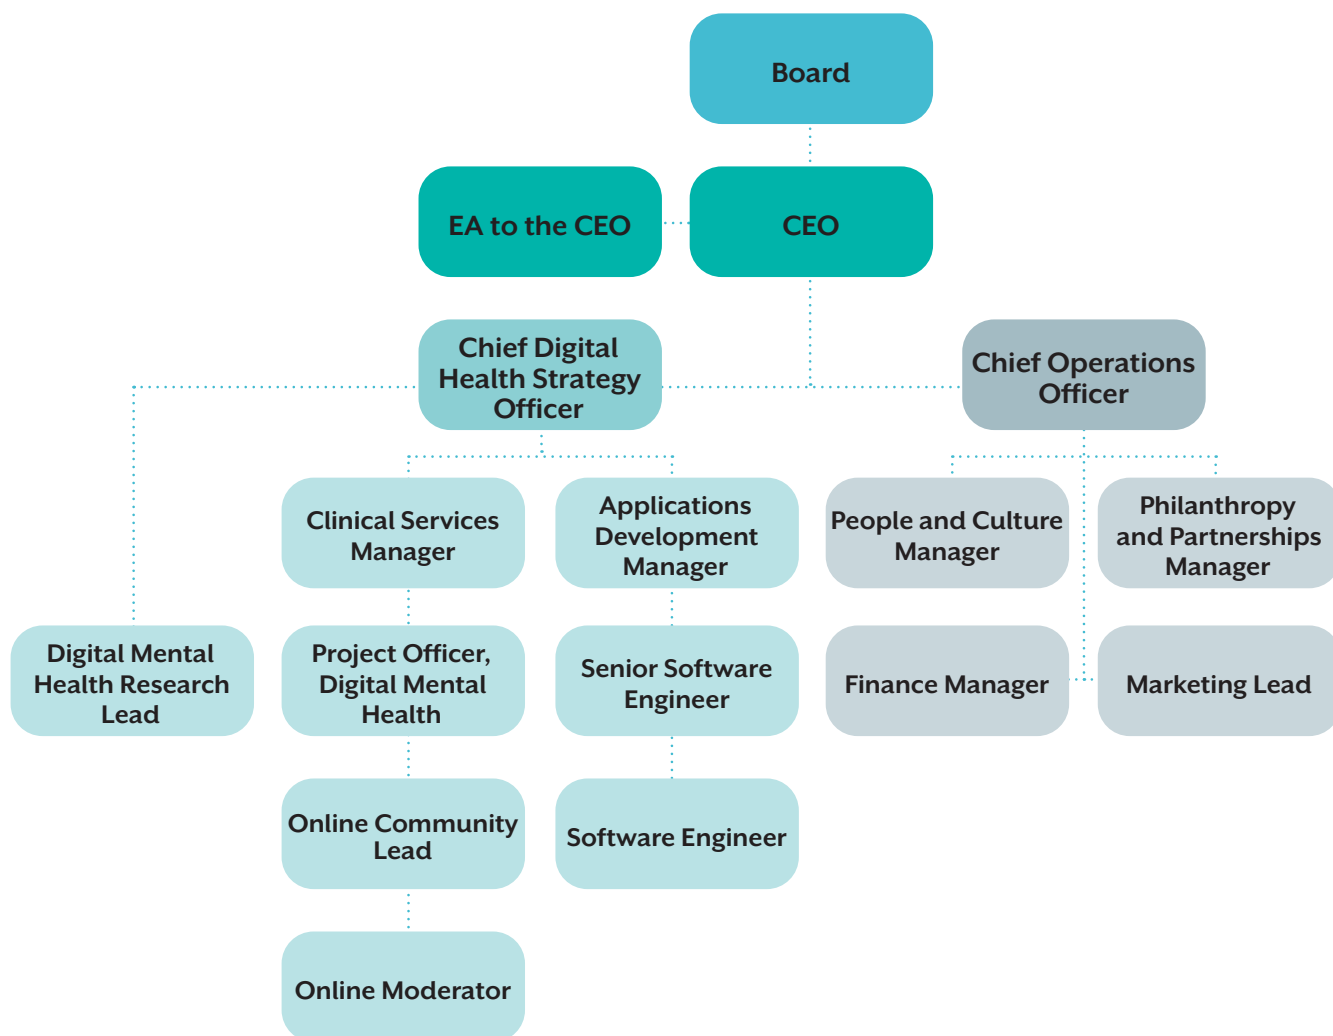 Board
EA to the CEO
CEO
Chief Digital
Health Strategy
Officer
Chief Operations
Officer
Clinical Services
Manager
Applications
Development
Manager
People and Culture
Manager
Philanthropy
and Partnerships
Manager
Digital Mental
Health Research
Lead
Project Officer,
Digital Mental
Health
Senior Software
Engineer
Finance Manager
Marketing Lead
Online Community
Lead
Software Engineer
Online Moderator